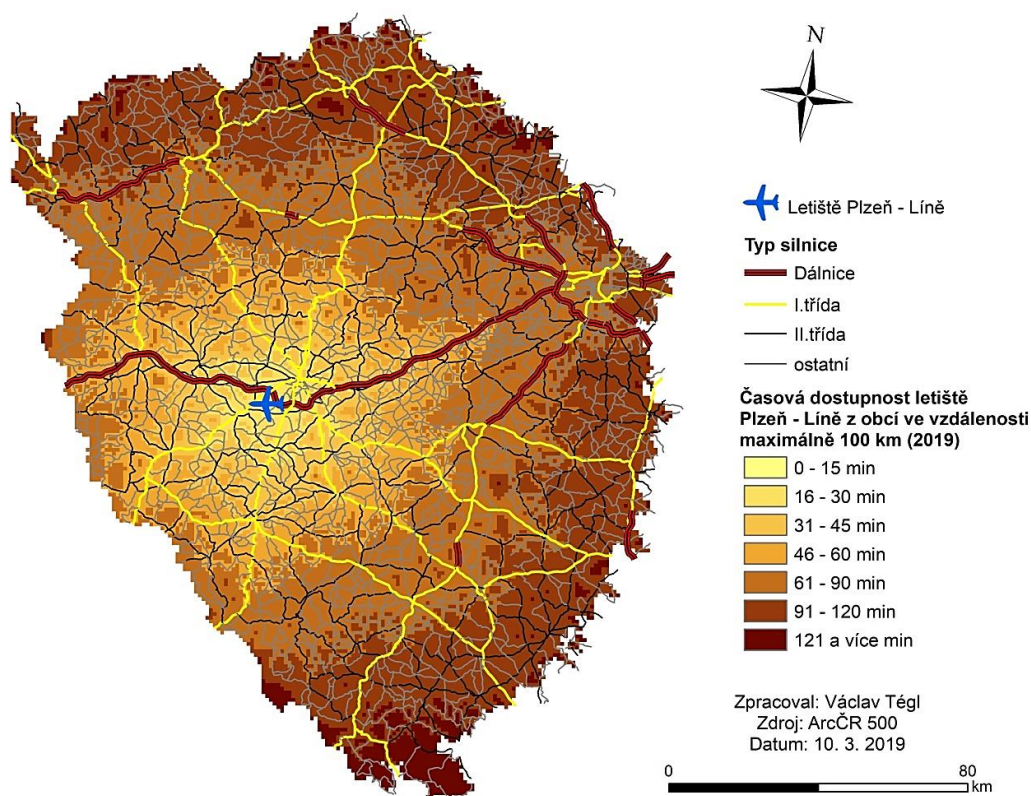 N
Letiště Plzeň - Líně
Typ silnice
Dálnice
I.třída
II.třída
ostatní
Časová dostupnost letiště
Plzeň - Líně z obcí ve vzdálenosti
maximálně 100 km (2019)
0 - 15 min
16 - 30 min
31 - 45 min
46 - 60 min
61 - 90 min
91 - 120 min
121 a více min
Zpracoval: Václav Tégl
Zdroj: ArcČR 500
Datum: 10. 3. 2019
0 80
km